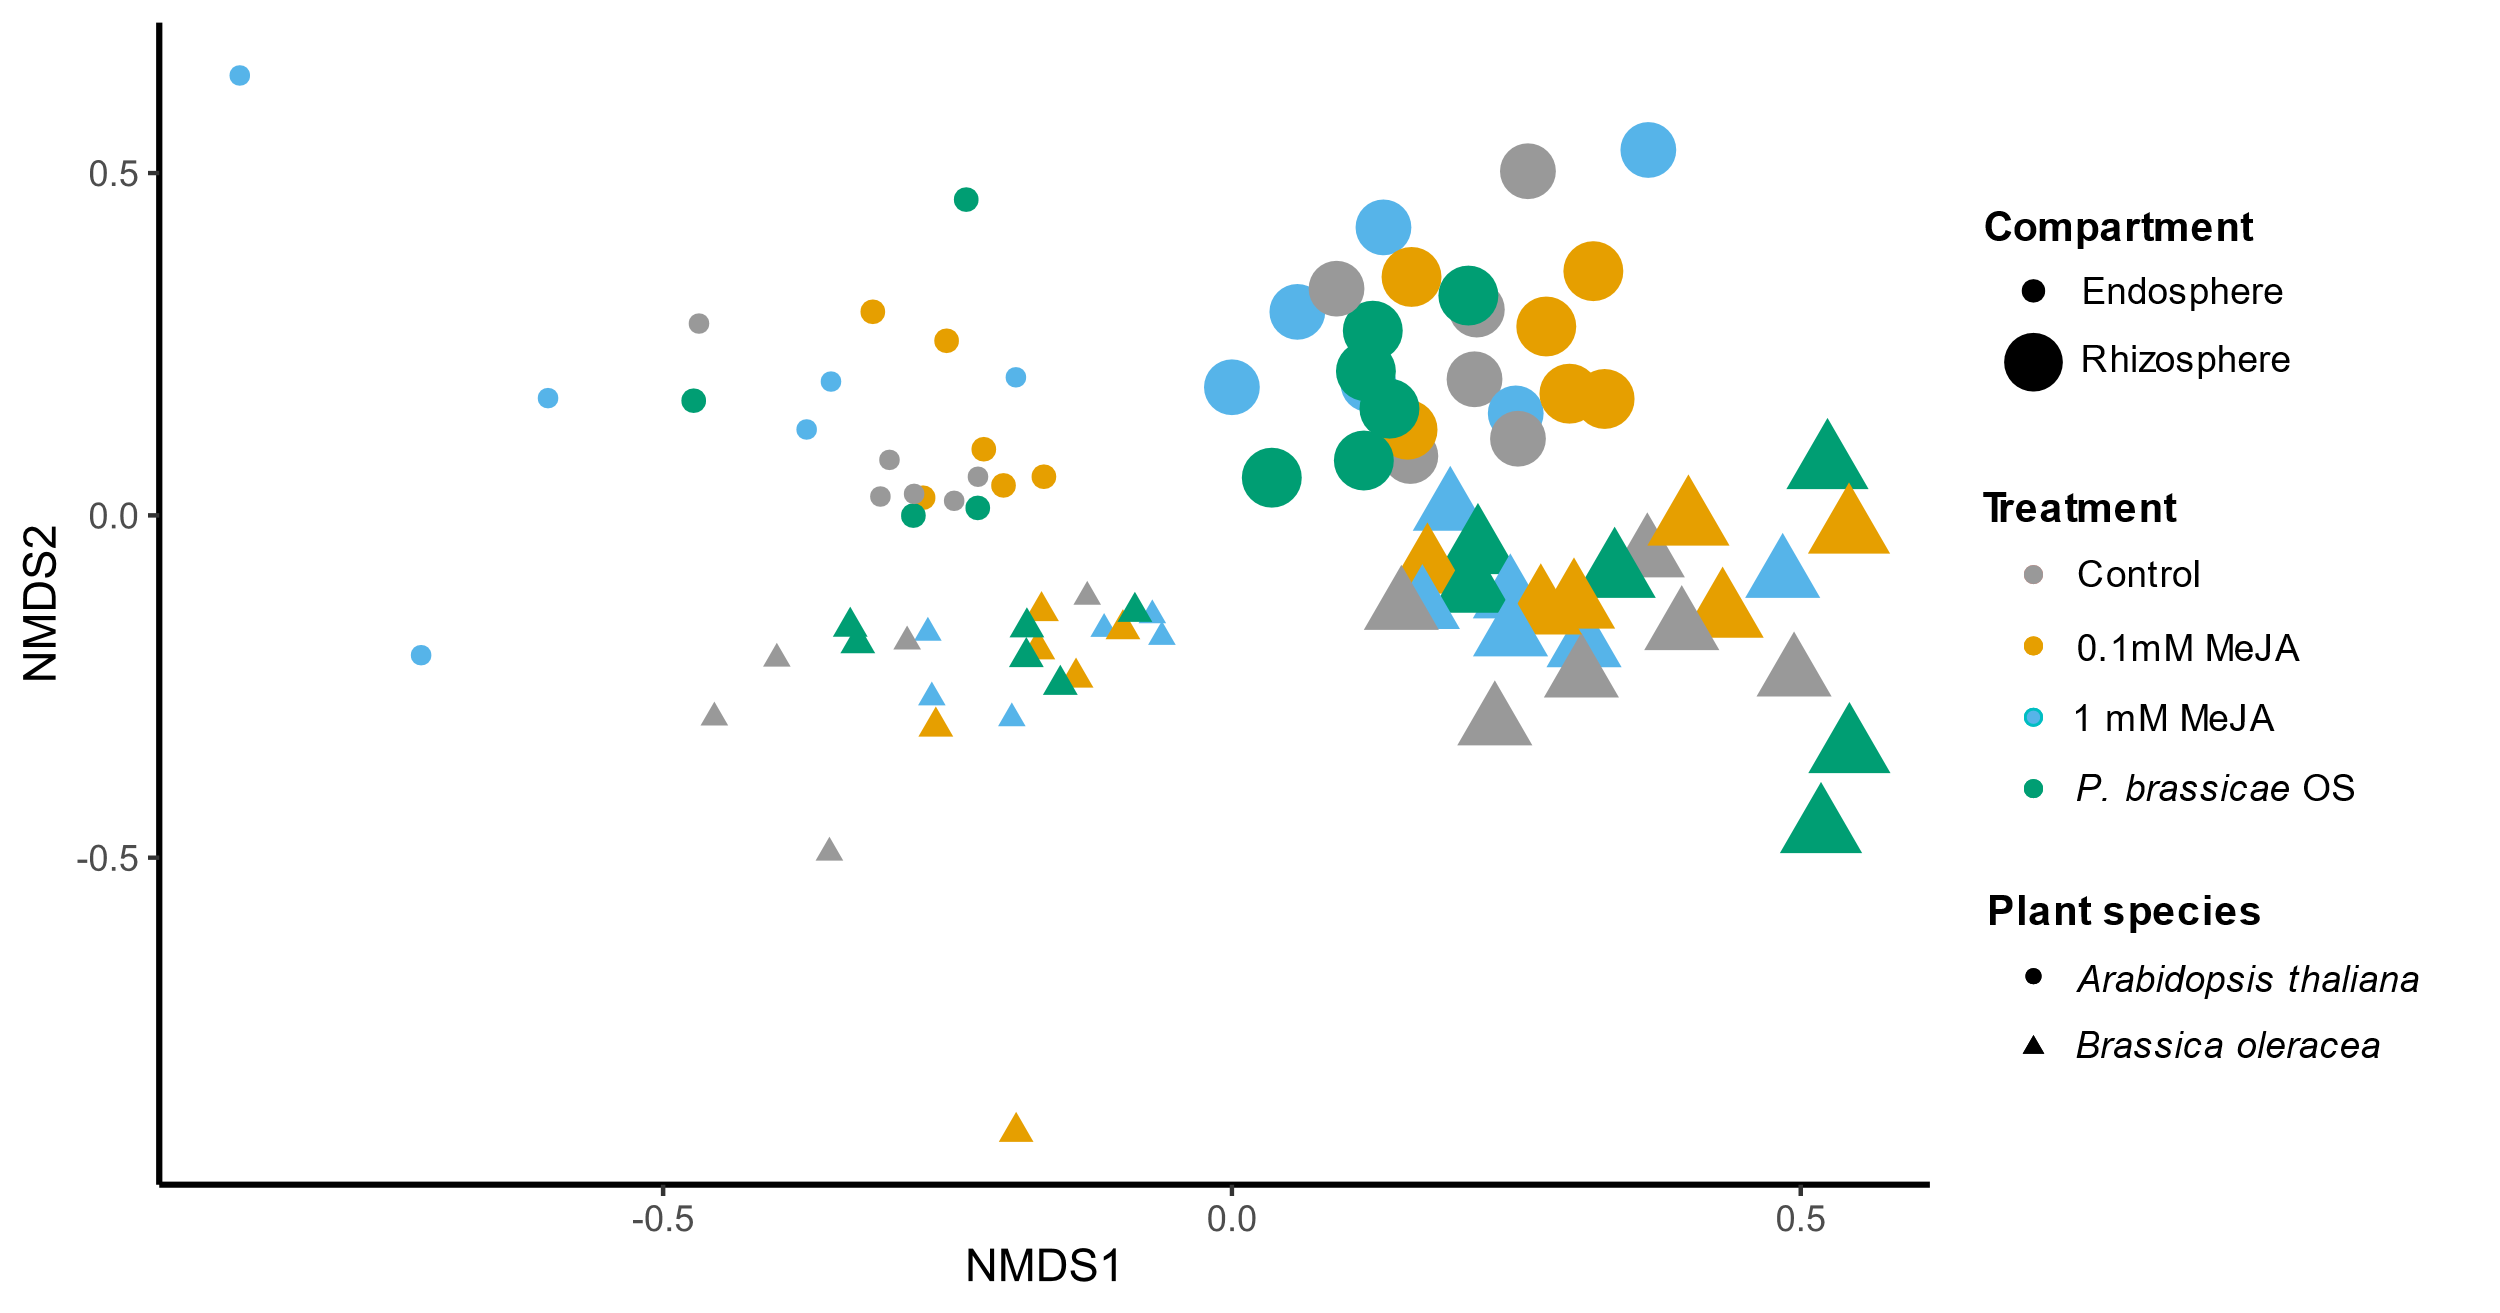 NMDS2
0.5
0.0
-0.5
-0.5
0.0
0.5
NMDS1
Compartment
Endosphere
Rhizosphere
Treatment
Control
0.1mM MeJA
1 mM MeJA
P. brassicae OS
Plant species
Arabidopsis thaliana
Brassica oleracea